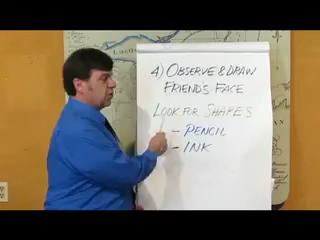 4) OBSERVE & DRAW
FRIENDS FACE
LOOK FOR SHAPES
- PENCIL
- INK